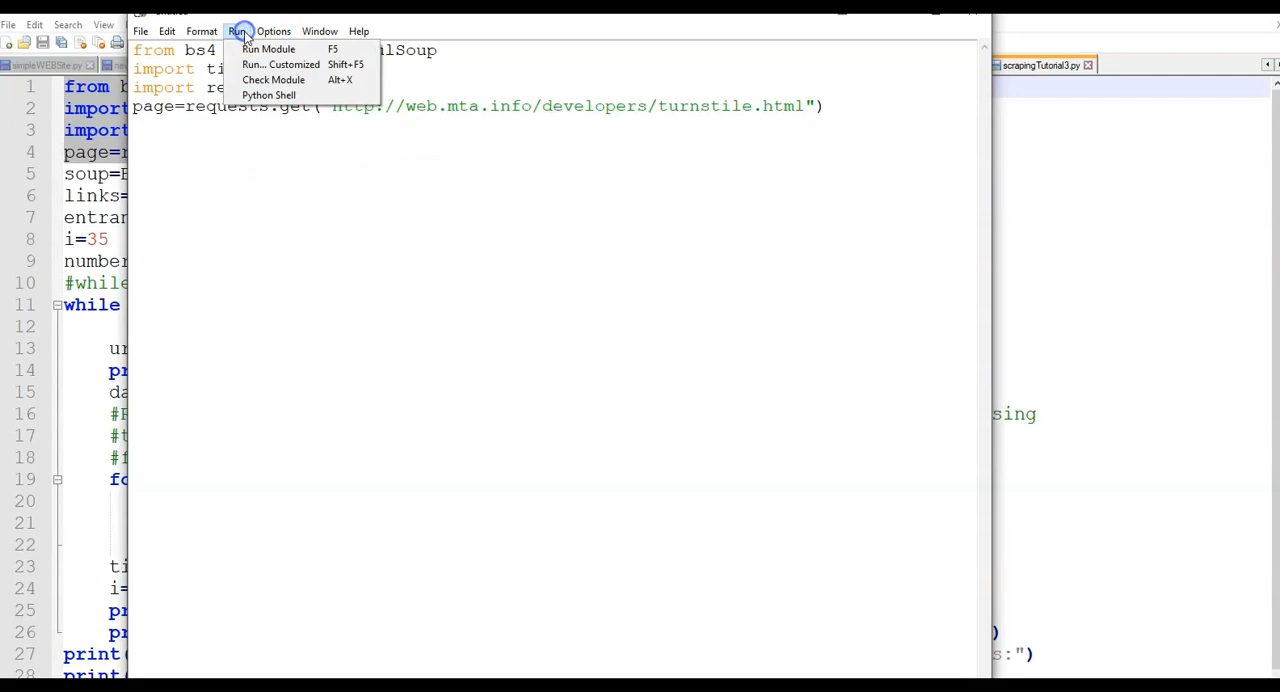 File Edit Format Run Options Window Help
from bs4 lSoup
import ti
import re
page=requests.get("http://web.mta.info/developers/turnstile.html")
Run Module F5
Run... Customized Shift+F5
Check Module Alt+X
Python Shell
File Edit Search View
simpleWEBSite.py
scrapingTutorial3.py
1 from b
2 import
3 import
4 page=r
5 soup=B
6 links=
7 entran
8 i=35
9 number
10 #while
11 while
12
13 ur
14 pr
15 da
16 #R sing
17 #t
18 #f
19 fo
20
21
22
23 ti
24 i=
25 pr
26 pr )
27 print( s:")
28 print(